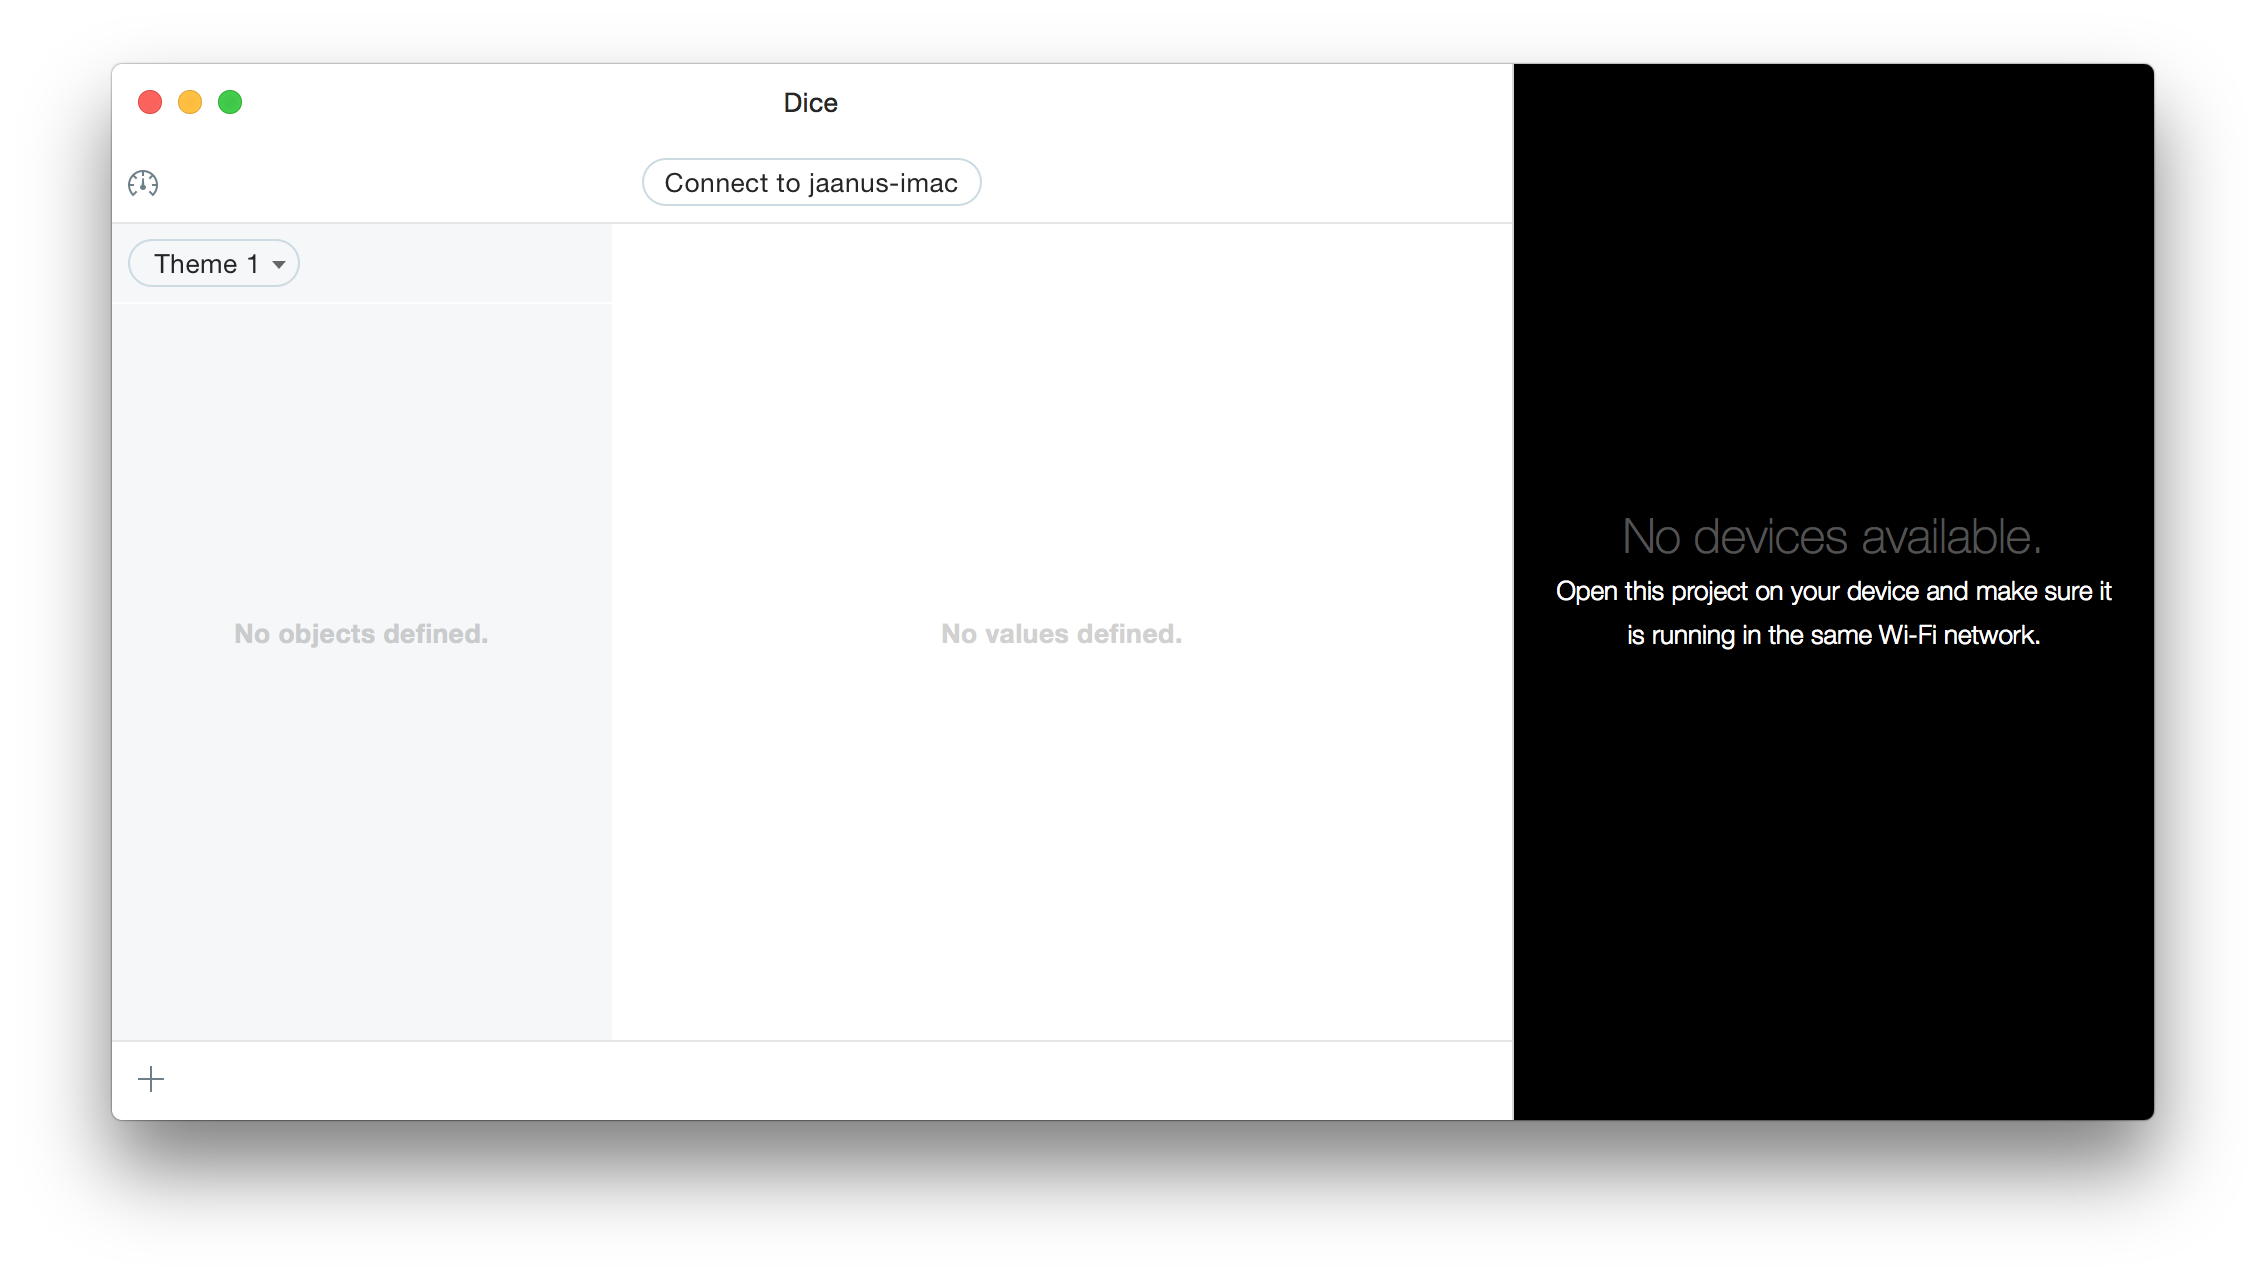 Dice
Connect to jaanus-imac
Theme 1
No objects defined.
No values defined.
No devices available.
Open this project on your device and make sure it
is running in the same Wi-Fi network.